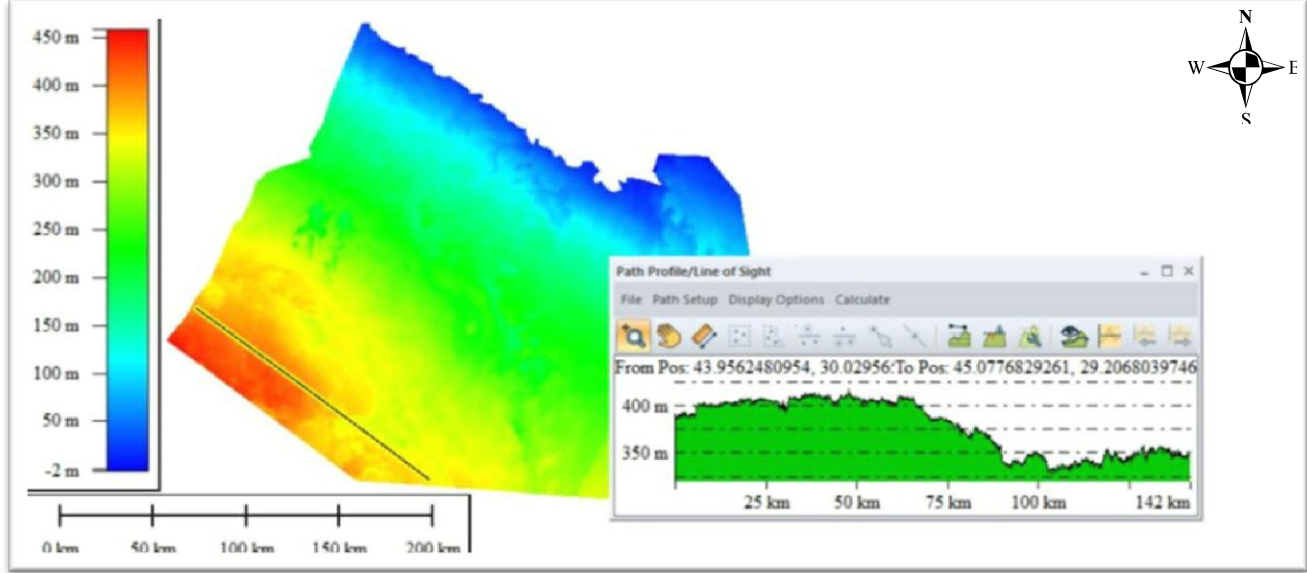 450 m
400 m
350 m
300 m
250 m
200 m
150 m
100 m
50 m
-2 m
0 km 50 km 100 km 150 km 200 km
N
W E
S
Path Profile/Line of Sight
File Path Setup Display Options Calculate
From Pos: 43.9562480954, 30.02956:To Pos: 45.0776829261, 29.2068039746
400 m
350 m
25 km 50 km 75 km 100 km 142 km